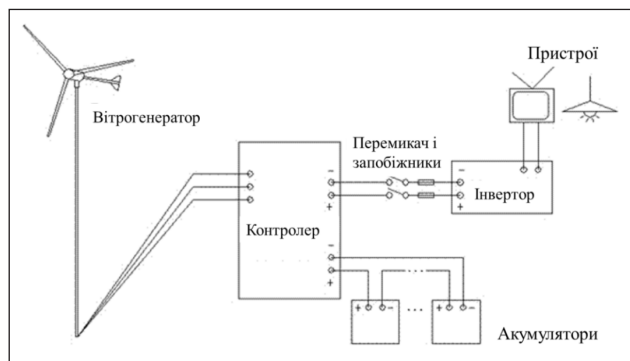 Пристрої
Вітрогенератор
Перемикач і
запобіжники
–
+
–
+
Інвертор
Контролер
–
+
+ – ... + –
...
Акумулятори